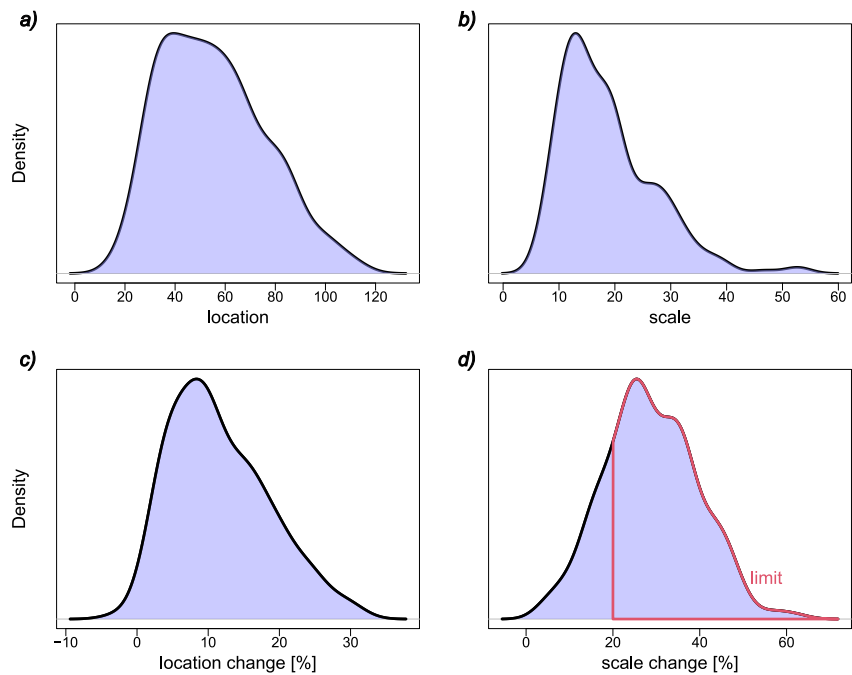 a)
Density
0 20 40 60 80 100 120
location
b)
0 10 20 30 40 50 60
scale
c)
Density
−10 0 10 20 30
location change [%]
d)
limit
0 20 40 60
scale change [%]